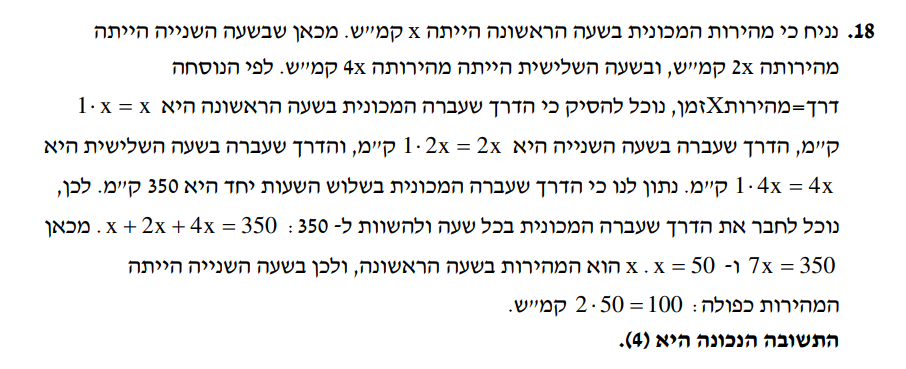 18. נניח כי מהירות המכונית בשעה הראשונה הייתה x קמ״ש. מכאן שבשעה השנייה הייתה
מהירותה 2x קמ״ש, ובשעה השלישית הייתה מהירותה 4x קמ״ש. לפי הנוסחה
דרך=מהירותXזמן, נוכל להסיק כי הדרך שעברה המכונית בשעה הראשונה היא 1·x = x
ק״מ, הדרך שעברה בשעה השנייה היא 1·2x = 2x ק״מ, והדרך שעברה בשעה השלישית היא
1·4x = 4x ק״מ. נתון לנו כי הדרך שעברה המכונית בשלוש השעות יחד היא 350 ק״מ. לכן,
נוכל לחבר את הדרך שעברה המכונית בכל שעה ולהשוות ל- 350 : x + 2x + 4x = 350. מכאן
7x = 350 ו- x = 50. x הוא המהירות בשעה הראשונה, ולכן בשעה השנייה הייתה
המהירות כפולה: 2·50 = 100 קמ״ש.
התשובה הנכונה היא (4).